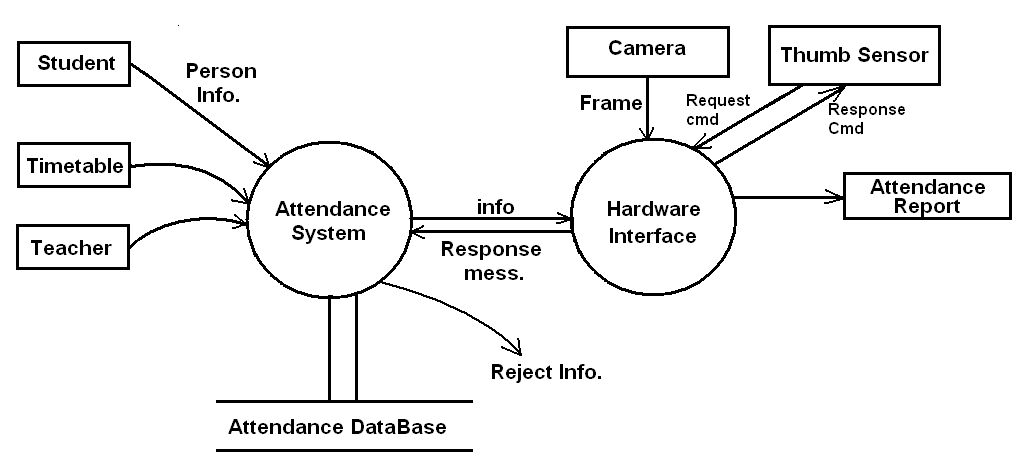 Student
Person
Info.
Camera
Thumb Sensor
Frame
Request
cmd
Response
Cmd
Timetable
Teacher
Attendance
System
info
Response
mess.
Hardware
Interface
Attendance
Report
Reject Info.
Attendance DataBase